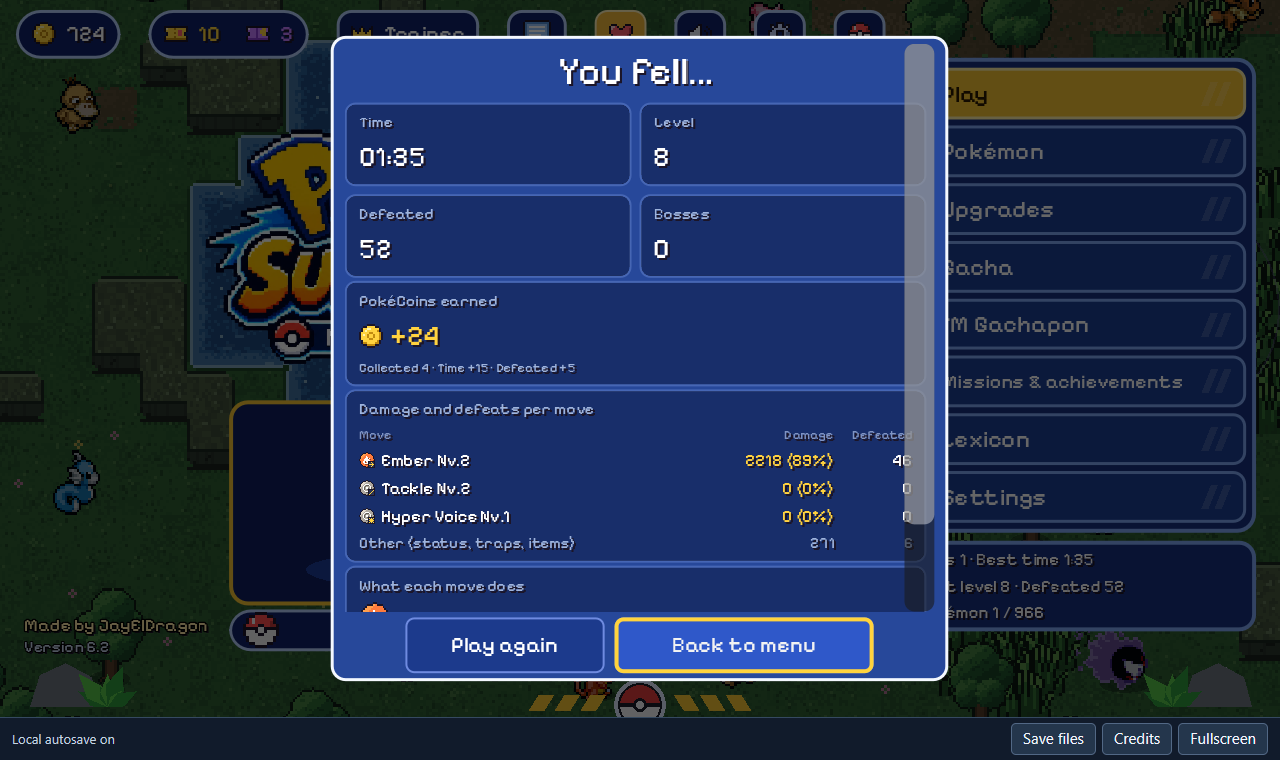 724
10
3
Trainer
You fell...
Time
01:35
Level
8
Defeated
52
Bosses
0
PokéCoins earned
+24
Collected 4 · Time +15 · Defeated +5
Damage and defeats per move
Move Damage Defeated
Ember Nv.2 2218 (89%) 46
Tackle Nv.2 0 (0%) 0
Hyper Voice Nv.1 0 (0%) 0
Other (status, traps, items) 271 6
What each move does
Play again
Back to menu
Play
Pokémon
Upgrades
Gacha
TM Gachapon
Missions & achievements
Lexicon
Settings
1 · Best time 1:35
level 8 · Defeated 52
1 / 966
Made by JayElDragon
Version 6.2
Local autosave on
Save files
Credits
Fullscreen